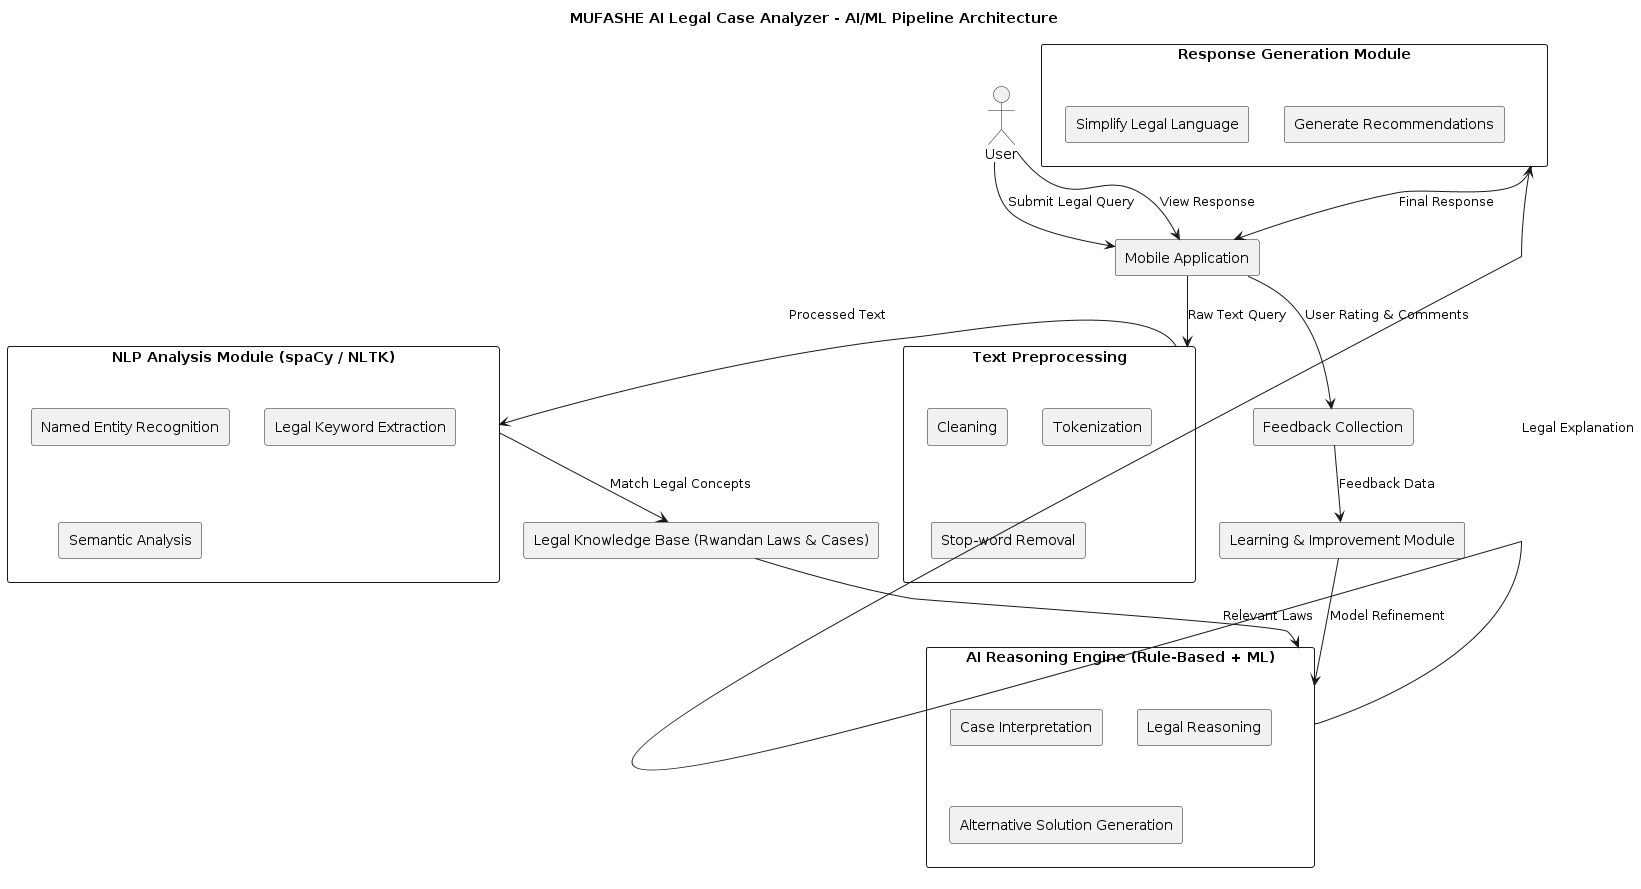 MUFASHE AI Legal Case Analyzer - AI/ML Pipeline Architecture
Response Generation Module
Simplify Legal Language
Generate Recommendations
User
Submit Legal Query
View Response
Final Response
Mobile Application
Processed Text
Raw Text Query
User Rating & Comments
NLP Analysis Module (spaCy / NLTK)
Named Entity Recognition
Legal Keyword Extraction
Semantic Analysis
Text Preprocessing
Cleaning
Tokenization
Stop-word Removal
Feedback Collection
Legal Explanation
Match Legal Concepts
Feedback Data
Legal Knowledge Base (Rwandan Laws & Cases)
Learning & Improvement Module
Relevant Laws
Model Refinement
AI Reasoning Engine (Rule-Based + ML)
Case Interpretation
Legal Reasoning
Alternative Solution Generation